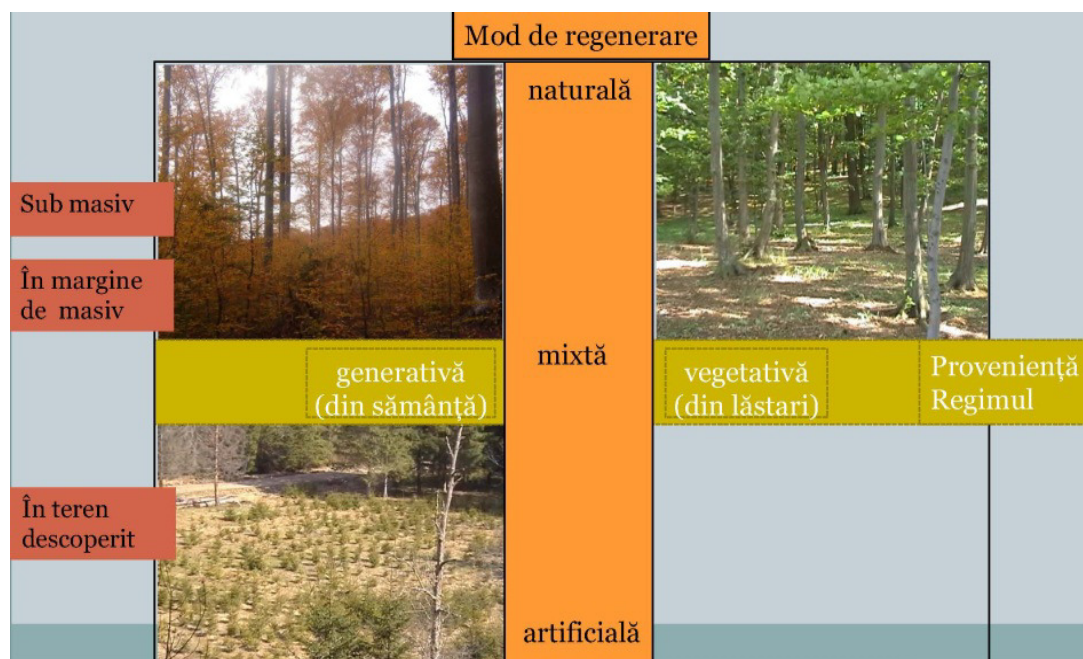 Mod de regenerare
naturală
Sub masiv
În margine
de masiv
mixtă
generativă
(din sămânță)
vegetativă
(din lăstari)
Proveniență
Regimul
În teren
descoperit
artificială